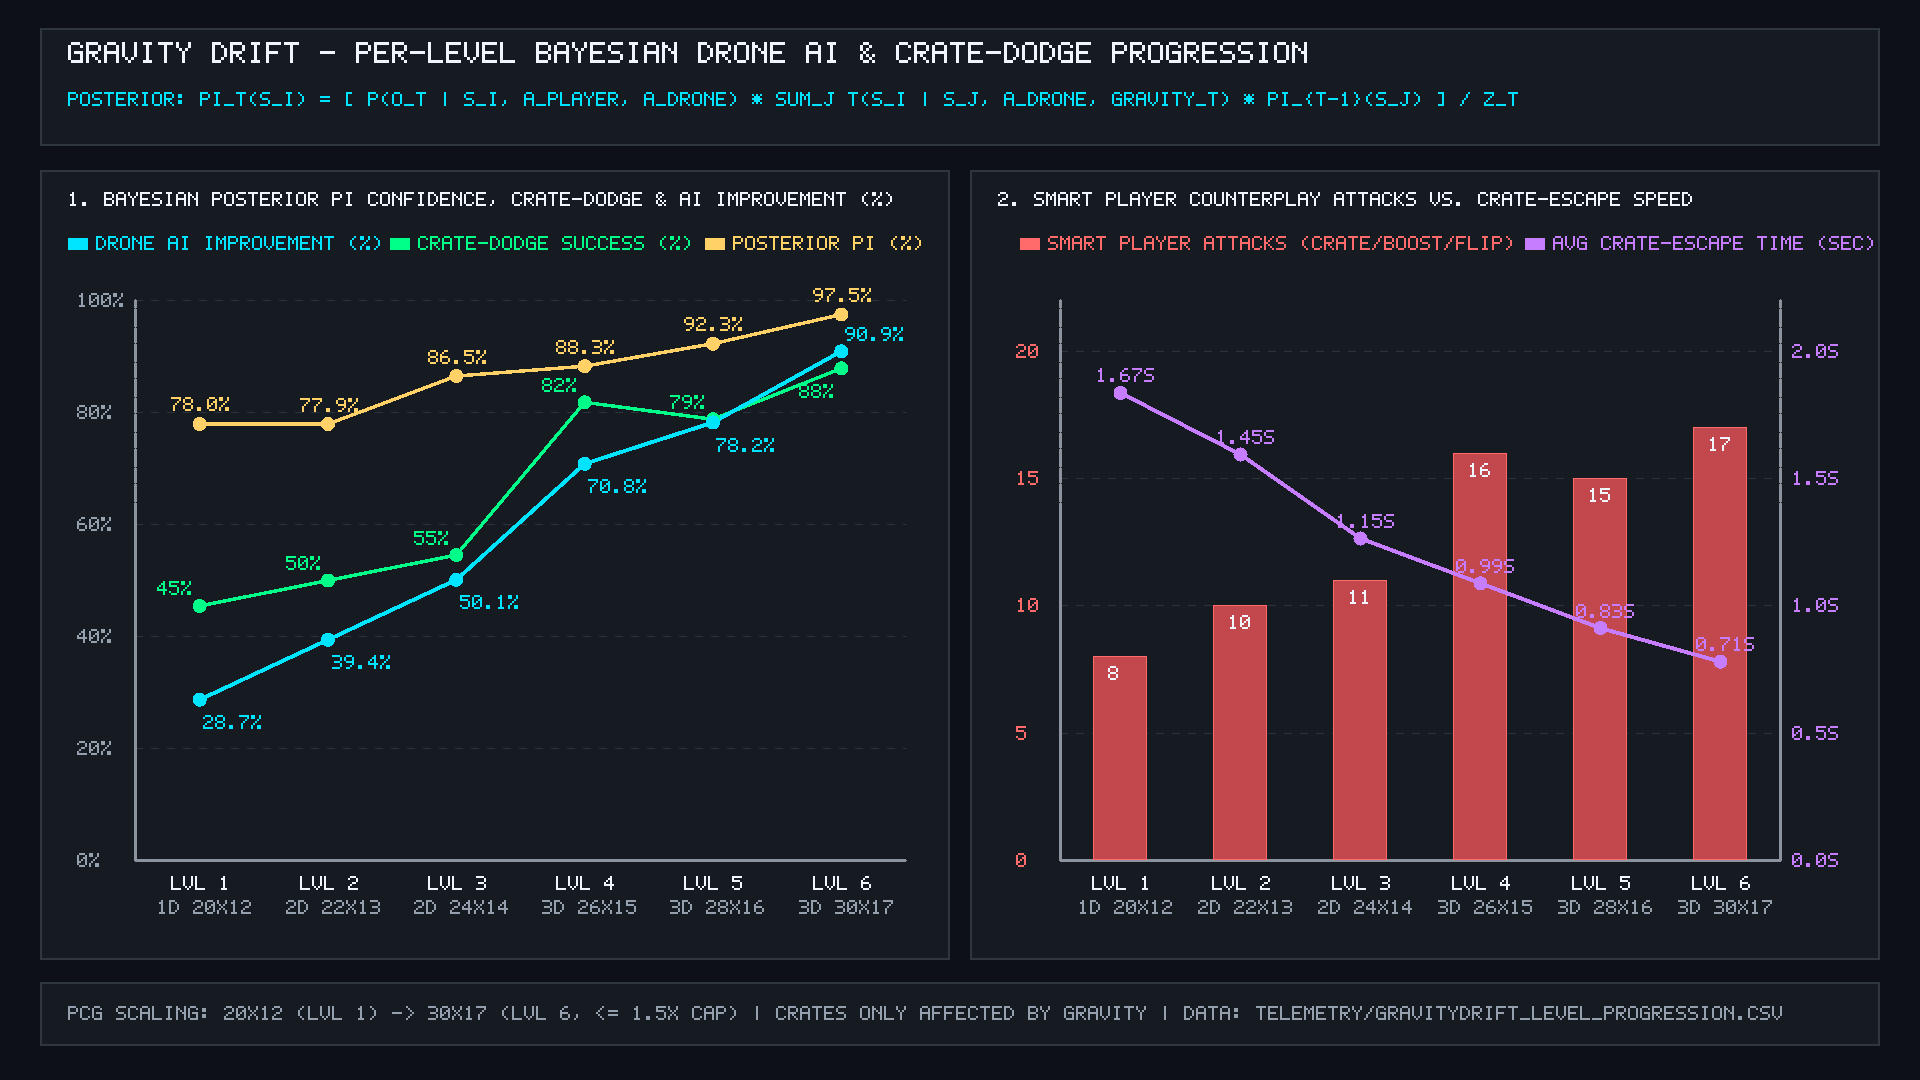 GRAVITY DRIFT - PER-LEVEL BAYESIAN DRONE AI & CRATE-DODGE PROGRESSION
POSTERIOR: PI_T(S_I) = [ P(O_T | S_I, A_PLAYER, A_DRONE) * SUM_J T(S_I | S_J, A_DRONE, GRAVITY_T) * PI_{T-1}(S_J) ] / Z_T
1. BAYESIAN POSTERIOR PI CONFIDENCE, CRATE-DODGE & AI IMPROVEMENT (%)
DRONE AI IMPROVEMENT (%) CRATE-DODGE SUCCESS (%) POSTERIOR PI (%)
100%
80%
60%
40%
20%
0%
78.0% 77.9% 86.5% 88.3% 92.3% 97.5%
45% 50% 55% 82% 79% 88%
28.7% 39.4% 50.1% 70.8% 78.2% 90.9%
LVL 1 LVL 2 LVL 3 LVL 4 LVL 5 LVL 6
1D 20X12 2D 22X13 2D 24X14 3D 26X15 3D 28X16 3D 30X17
2. SMART PLAYER COUNTERPLAY ATTACKS VS. CRATE-ESCAPE SPEED
SMART PLAYER ATTACKS (CRATE/BOOST/FLIP) AVG CRATE-ESCAPE TIME (SEC)
20
15
10
5
0
1.67S 1.45S 1.15S 0.99S 0.83S 0.71S
8 10 11 16 15 17
2.0S
1.5S
1.0S
0.5S
0.0S
LVL 1 LVL 2 LVL 3 LVL 4 LVL 5 LVL 6
1D 20X12 2D 22X13 2D 24X14 3D 26X15 3D 28X16 3D 30X17
PCG SCALING: 20X12 (LVL 1) -> 30X17 (LVL 6, <= 1.5X CAP) | CRATES ONLY AFFECTED BY GRAVITY | DATA: TELEMETRY/GRAVITYDRIFT_LEVEL_PROGRESSION.CSV